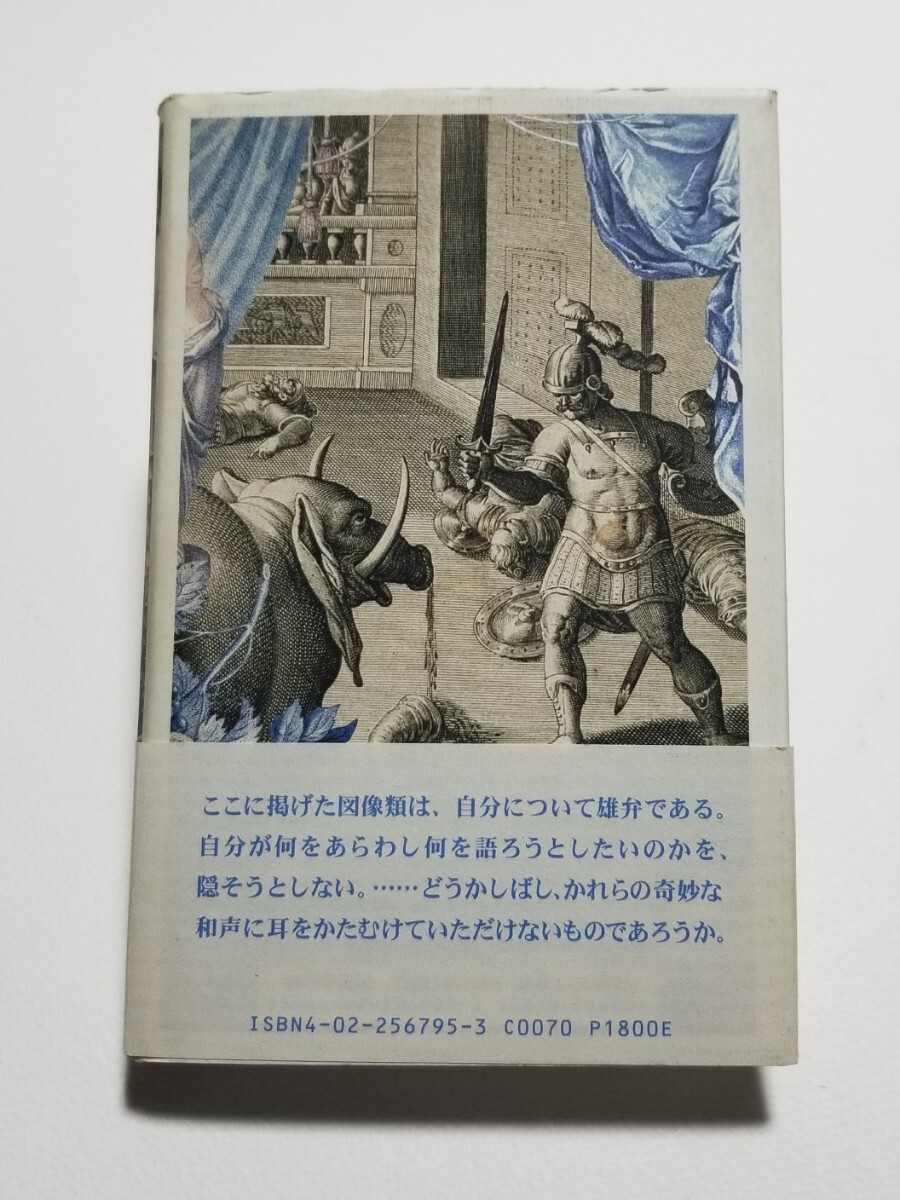 ここに掲げた図像類は、自分について雄弁である。
自分が何をあらわし何を語ろうとしたいのかを、
隠そうとしない。……どうかしばし、かれらの奇妙な
和声に耳をかたむけていただけないものであろうか。
ISBN4-02-256795-3 C0070 P1800E